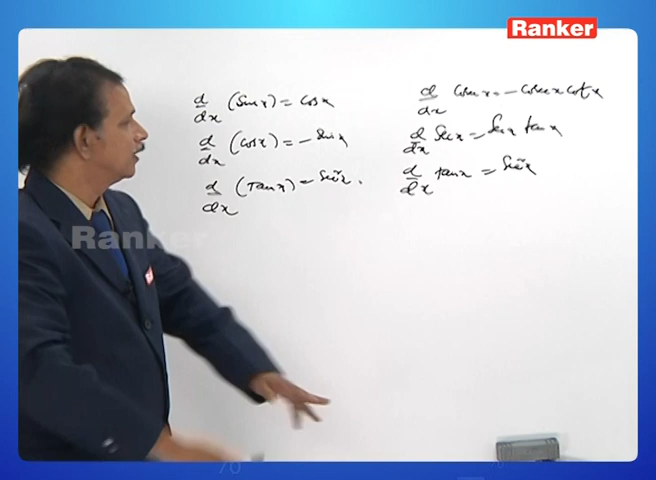 Ranker
d/dx (Sin x) = Cos x
d/dx (Cos x) = - Sin x
d/dx (Tan x) = Sec²x.
d/dx Cosec x = - Cosec x Cot x
d/dx Sec x = Sec x tan x
d/dx tan x = Sec²x
Ranker